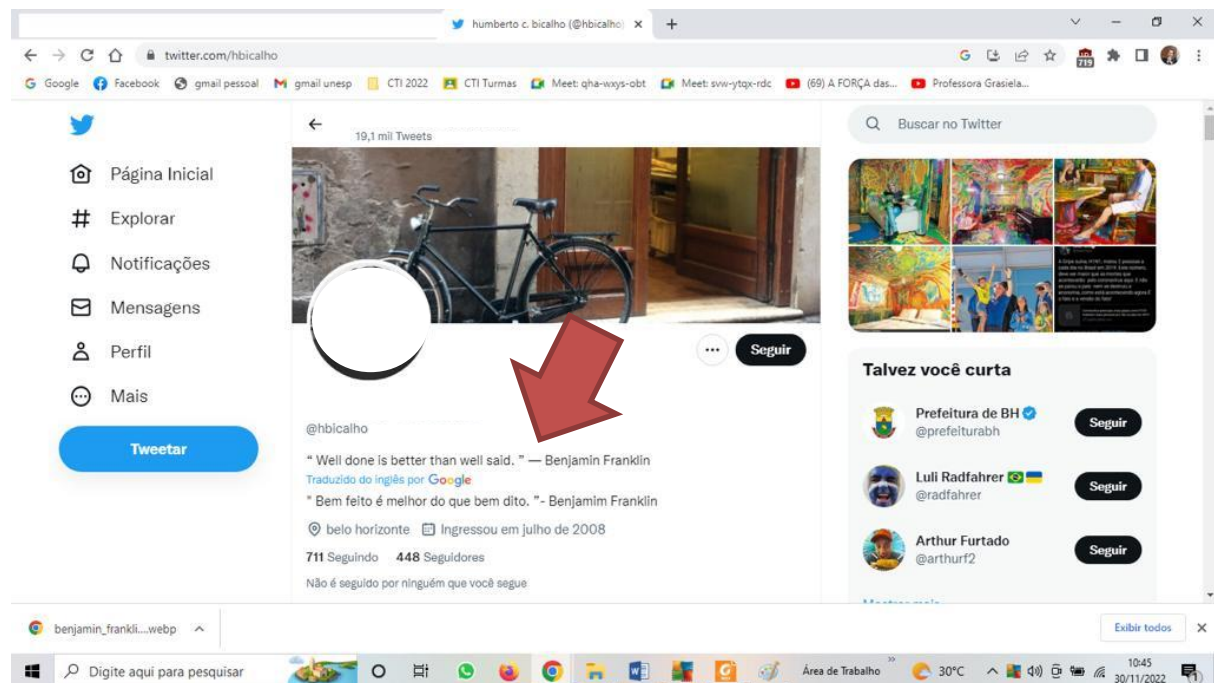 humberto c. bicalho (@hbicalho)
twitter.com/hbicalho
719
Google Facebook gmail pessoal gmail unesp CTI 2022 CTI Turmas Meet: qha-wxys-obt Meet: svw-ytqx-rdc (69) A FORÇA das... Professora Grasiela...
19,1 mil Tweets
Página Inicial
Explorar
Notificações
Mensagens
Perfil
Mais
Tweetar
Seguir
@hbicalho
“ Well done is better than well said. ” — Benjamin Franklin
Traduzido do inglês por Google
" Bem feito é melhor do que bem dito. "- Benjamim Franklin
belo horizonte Ingressou em julho de 2008
711 Seguindo 448 Seguidores
Não é seguido por ninguém que você segue
Buscar no Twitter
Talvez você curta
Prefeitura de BH
@prefeiturabh
Seguir
Luli Radfahrer
@radfahrer
Seguir
Arthur Furtado
@arthurf2
Seguir
Mostrar mais
benjamin_frankli....webp
Exibir todos
Digite aqui para pesquisar
Área de Trabalho
30°C
10:45
30/11/2022